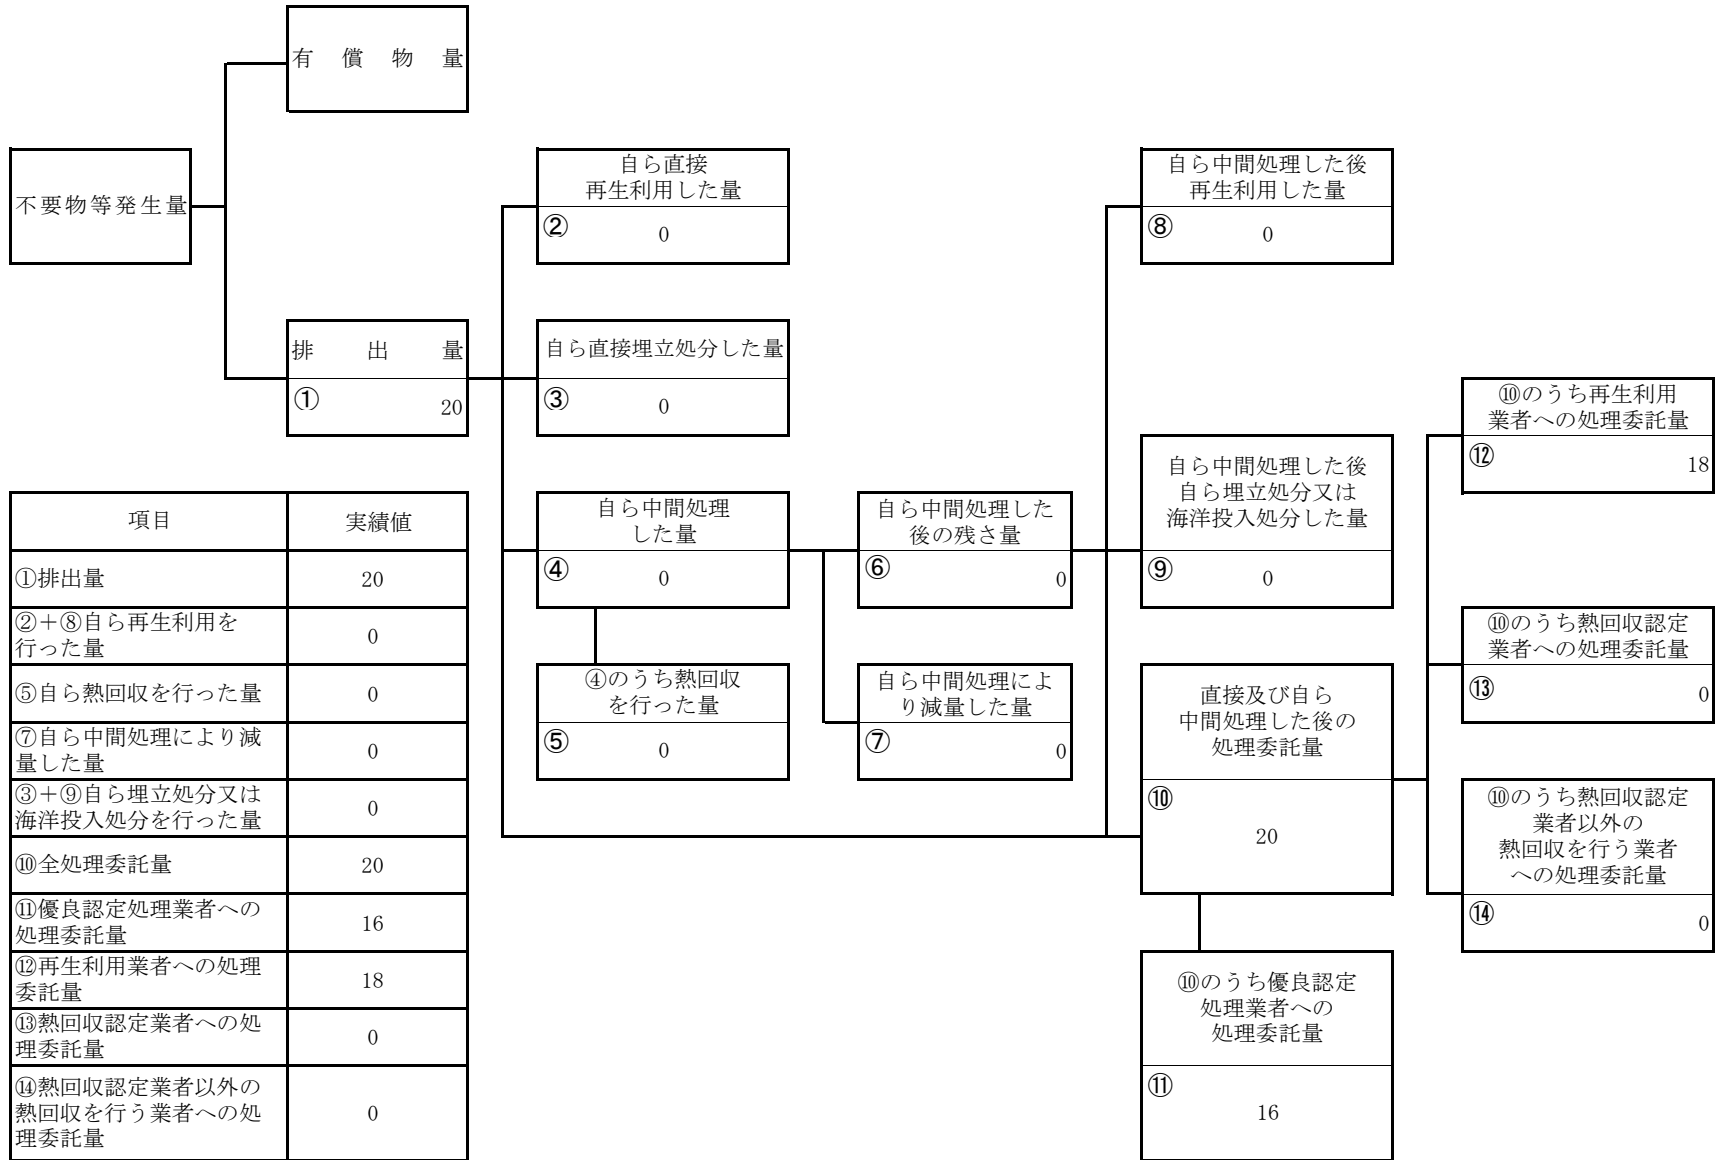 有償物量
不要物等発生量
自ら直接
再生利用した量
②
0
自ら中間処理した後
再生利用した量
⑧
0
排出量
①
20
自ら直接埋立処分した量
③
0
⑩のうち再生利用
業者への処理委託量
⑫
18
自ら中間処理
した量
④
0
自ら中間処理した
後の残さ量
⑥
0
自ら中間処理した後
自ら埋立処分又は
海洋投入処分した量
⑨
0
⑩のうち熱回収認定
業者への処理委託量
⑬
0
④のうち熱回収
を行った量
⑤
0
自ら中間処理によ
り減量した量
⑦
0
直接及び自ら
中間処理した後の
処理委託量
⑩
20
⑩のうち熱回収認定
業者以外の
熱回収を行う業者
への処理委託量
⑭
0
⑩のうち優良認定
処理業者への
処理委託量
⑪
16
項目 実績値
①排出量 20
②+⑧自ら再生利用を
行った量 0
⑤自ら熱回収を行った量 0
⑦自ら中間処理により減
量した量 0
③+⑨自ら埋立処分又は
海洋投入処分を行った量 0
⑩全処理委託量 20
⑪優良認定処理業者への
処理委託量 16
⑫再生利用業者への処理
委託量 18
⑬熱回収認定業者への処
理委託量 0
⑭熱回収認定業者以外の
熱回収を行う業者への処
理委託量 0